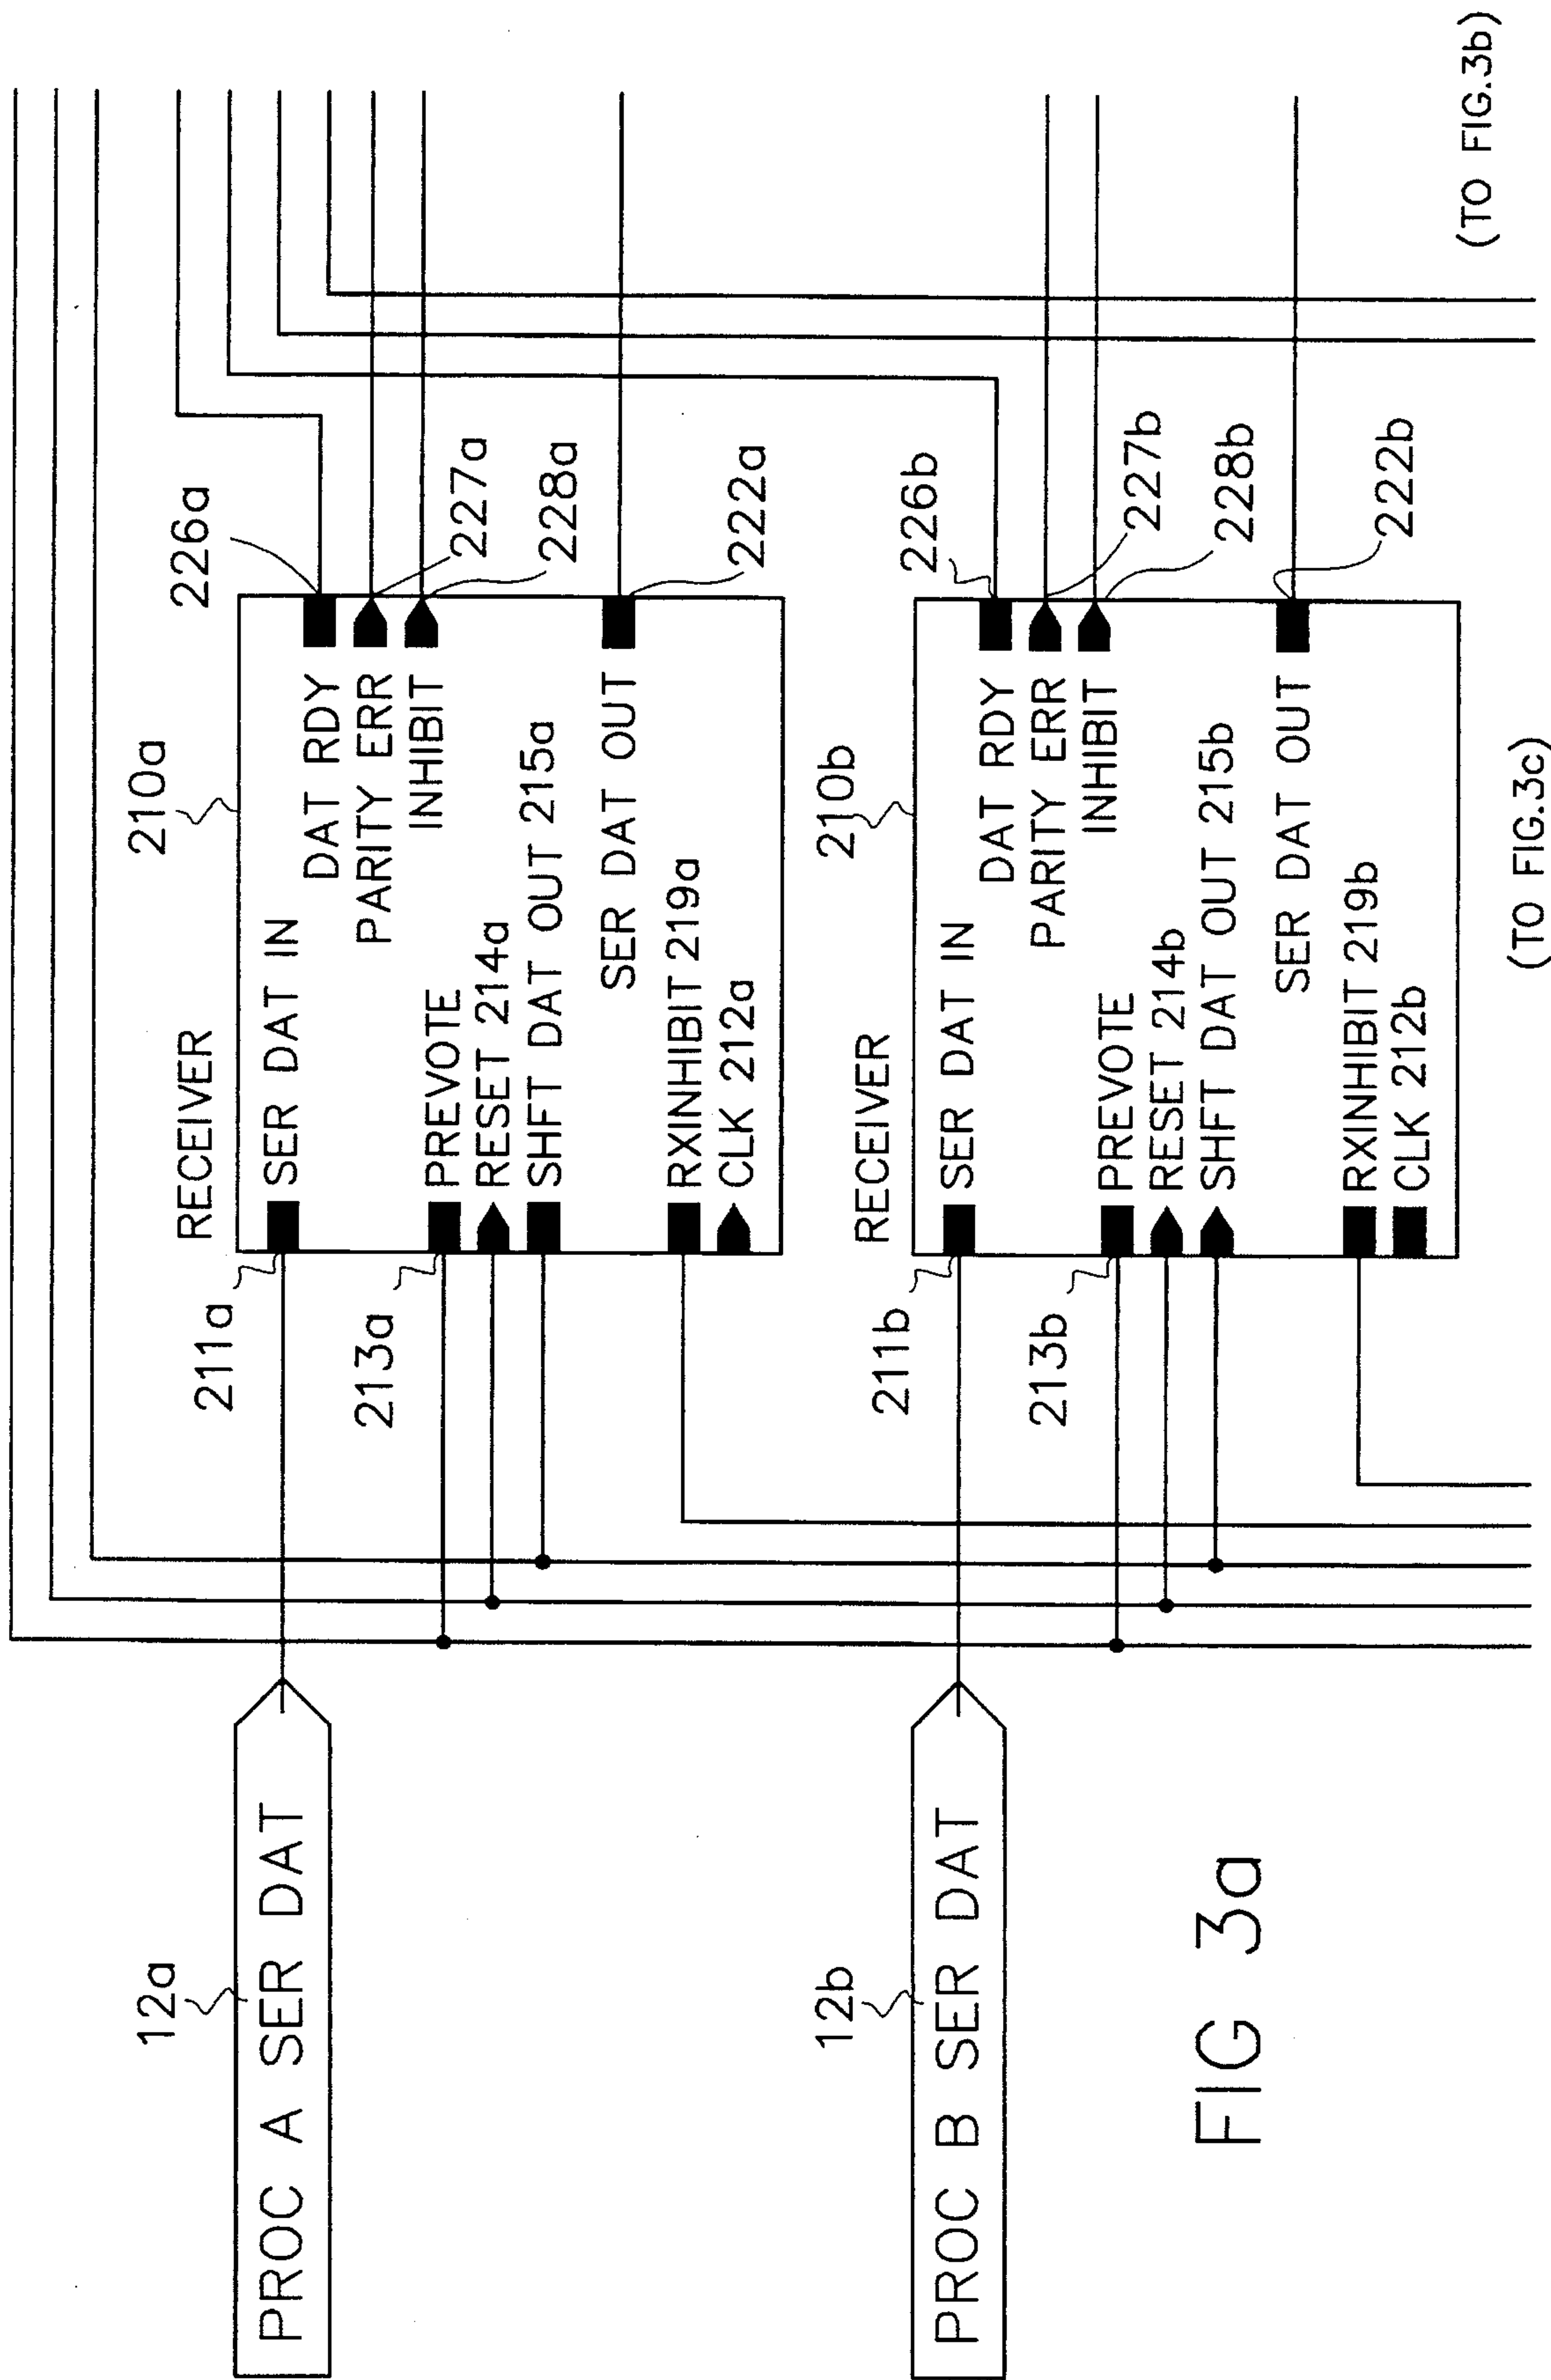 12a
PROC A SER DAT
RECEIVER
210a
211a
SER DAT IN
226a
DAT RDY
PARITY ERR
227a
213a
PREVOTE
INHIBIT
228a
RESET 214a
SHFT DAT OUT 215a
SER DAT OUT
222a
RXINHIBIT 219a
CLK 212a
12b
PROC B SER DAT
RECEIVER
210b
211b
SER DAT IN
226b
DAT RDY
PARITY ERR
227b
213b
PREVOTE
INHIBIT
228b
RESET 214b
SHFT DAT OUT 215b
SER DAT OUT
222b
RXINHIBIT 219b
CLK 212b
FIG 3a
(TO FIG.3b)
(TO FIG.3c)